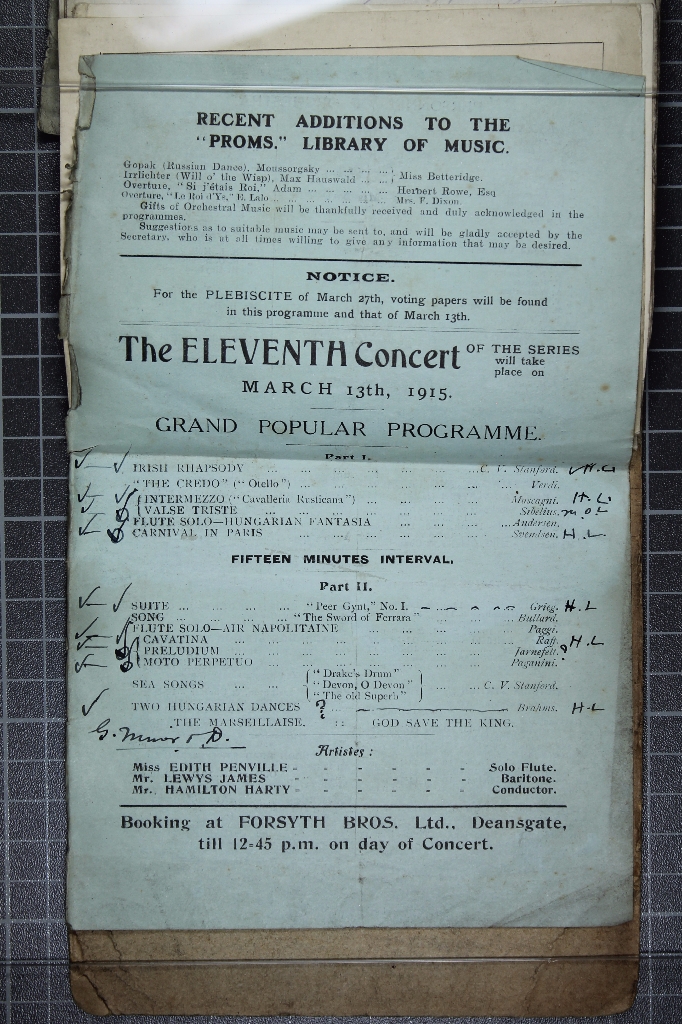 RECENT ADDITIONS TO THE
"PROMS." LIBRARY OF MUSIC.
Gopak (Russian Dance), Moussorgsky ... ... ... }
Irrlichter (Will o' the Wisp), Max Hauswald ... ... } Miss Betteridge.
Overture, "Si j'étais Roi," Adam ... ... ... ... Herbert Rowe, Esq
Overture, "Le Roi d'Ys," E. Lalo ... ... ... ... Mrs. F. Dixon.
Gifts of Orchestral Music will be thankfully received and duly acknowledged in the
programmes.
Suggestions as to suitable music may be sent to, and will be gladly accepted by the
Secretary, who is at all times willing to give any information that may be desired.
NOTICE.
For the PLEBISCITE of March 27th, voting papers will be found
in this programme and that of March 13th.
The ELEVENTH Concert OF THE SERIES
will take
place on
MARCH 13th, 1915.
GRAND POPULAR PROGRAMME.
Part I.
IRISH RHAPSODY ... ... ... ... ... C. V. Stanford. H.L
"THE CREDO" ("Otello") ... ... ... ... Verdi.
INTERMEZZO ("Cavalleria Rusticana") ... ... ... Mascagni. H.L.
VALSE TRISTE ... ... ... ... ... Sibelius.
FLUTE SOLO—HUNGARIAN FANTASIA ... ... ... Andersen.
CARNIVAL IN PARIS ... ... ... ... Svendsen. H.L
FIFTEEN MINUTES INTERVAL.
Part II.
SUITE ... ... ... "Peer Gynt," No. I. Grieg. H.L
SONG ... ... ... "The Sword of Ferrara" ... ... Bullard.
FLUTE SOLO—AIR NAPOLITAINE ... ... ... Paggi.
CAVATINA ... ... ... ... ... Raff. H.L
PRELUDIUM ... ... ... ... ... Jarnefelt. ?
MOTO PERPETUO ... ... ... ... ... Paganini.
"Drake's Drum"
SEA SONGS ... ... { "Devon, O Devon" } ... C. V. Stanford.
"The old Superb"
TWO HUNGARIAN DANCES ? Brahms. H-L
THE MARSEILLAISE. :: GOD SAVE THE KING.
G. Minor & D.
Artistes :
Miss EDITH PENVILLE - - - - - - Solo Flute.
Mr. LEWYS JAMES - - - - - - Baritone.
Mr. HAMILTON HARTY - - - - - - Conductor.
Booking at FORSYTH BROS. Ltd., Deansgate,
till 12-45 p.m. on day of Concert.